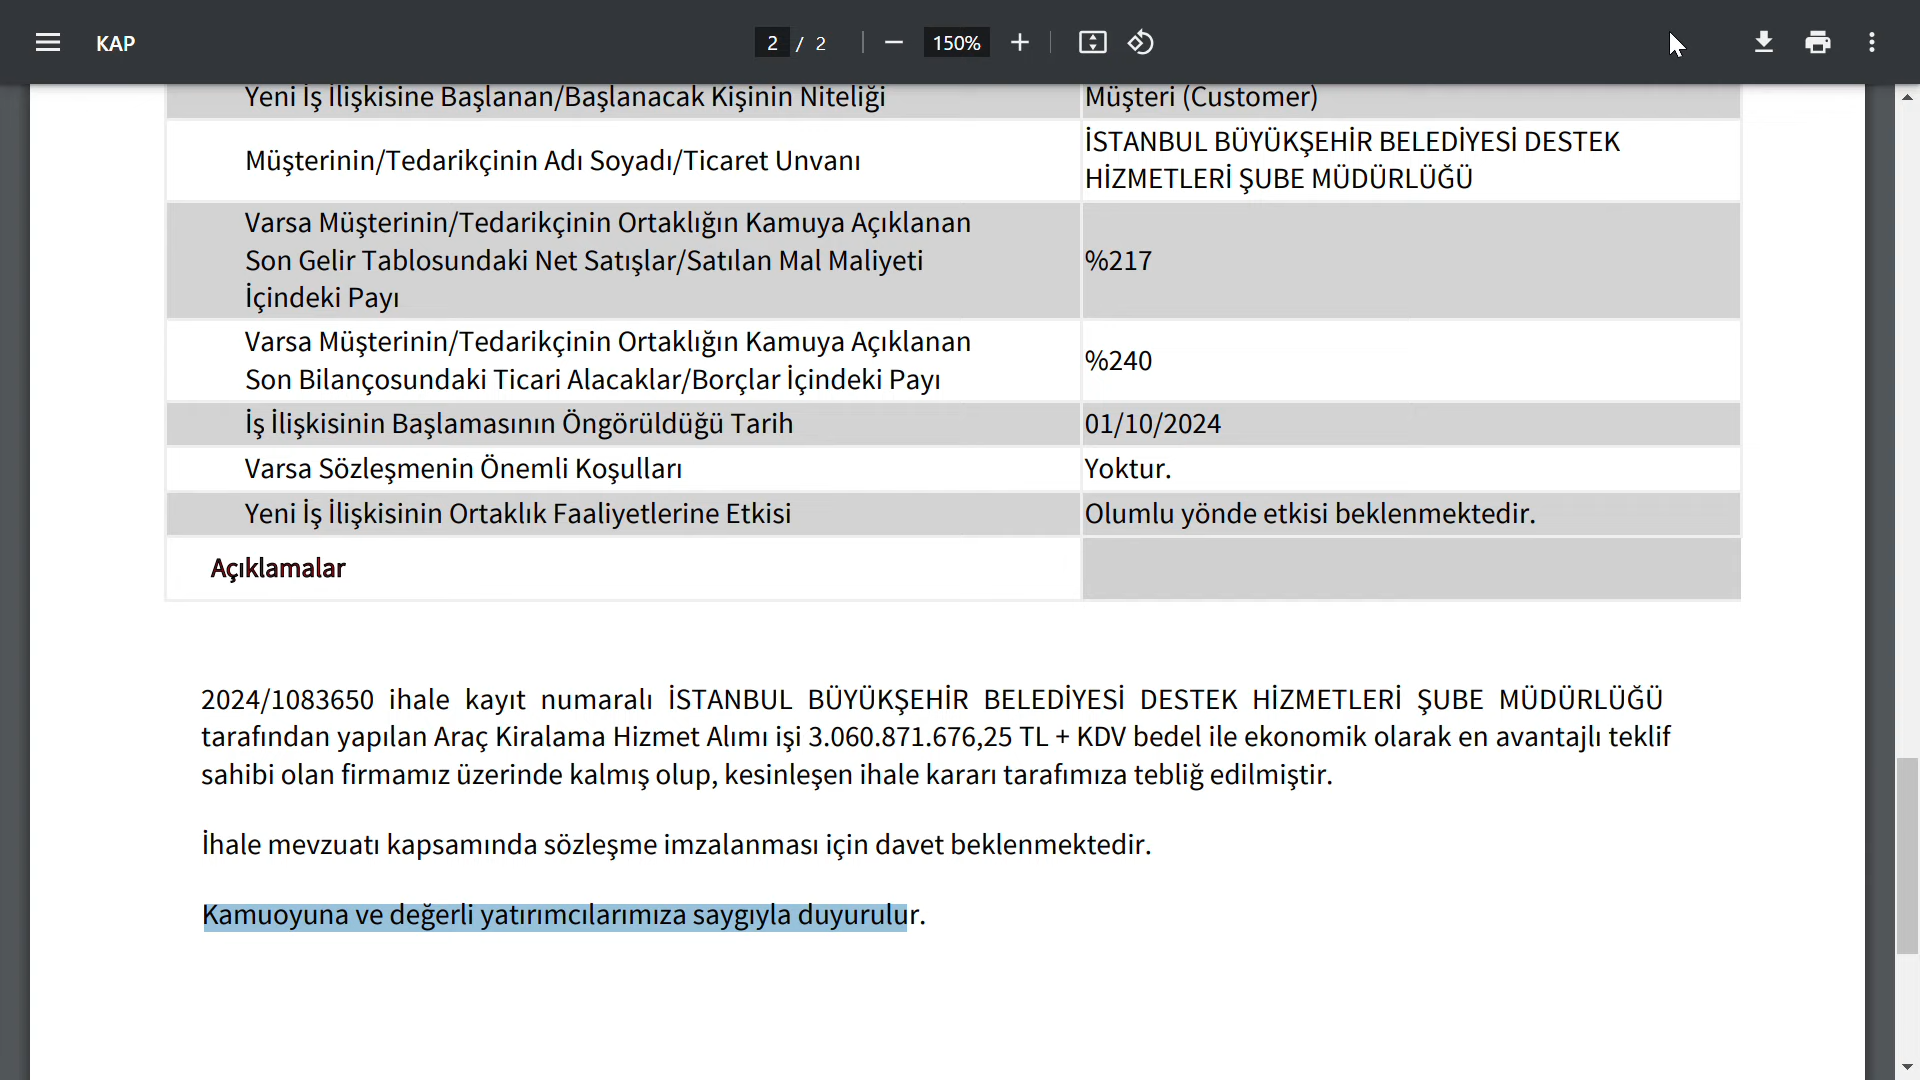 KAP
2 / 2
150%
Yeni İş İlişkisine Başlanan/Başlanacak Kişinin Niteliği
Müşteri (Customer)
Müşterinin/Tedarikçinin Adı Soyadı/Ticaret Unvanı
İSTANBUL BÜYÜKŞEHİR BELEDİYESİ DESTEK
HİZMETLERİ ŞUBE MÜDÜRLÜĞÜ
Varsa Müşterinin/Tedarikçinin Ortaklığın Kamuya Açıklanan
Son Gelir Tablosundaki Net Satışlar/Satılan Mal Maliyeti
İçindeki Payı
%217
Varsa Müşterinin/Tedarikçinin Ortaklığın Kamuya Açıklanan
Son Bilançosundaki Ticari Alacaklar/Borçlar İçindeki Payı
%240
İş İlişkisinin Başlamasının Öngörüldüğü Tarih
01/10/2024
Varsa Sözleşmenin Önemli Koşulları
Yoktur.
Yeni İş İlişkisinin Ortaklık Faaliyetlerine Etkisi
Olumlu yönde etkisi beklenmektedir.
Açıklamalar
2024/1083650 ihale kayıt numaralı İSTANBUL BÜYÜKŞEHİR BELEDİYESİ DESTEK HİZMETLERİ ŞUBE MÜDÜRLÜĞÜ
tarafından yapılan Araç Kiralama Hizmet Alımı işi 3.060.871.676,25 TL + KDV bedel ile ekonomik olarak en avantajlı teklif
sahibi olan firmamız üzerinde kalmış olup, kesinleşen ihale kararı tarafımıza tebliğ edilmiştir.
İhale mevzuatı kapsamında sözleşme imzalanması için davet beklenmektedir.
Kamuoyuna ve değerli yatırımcılarımıza saygıyla duyurulur.